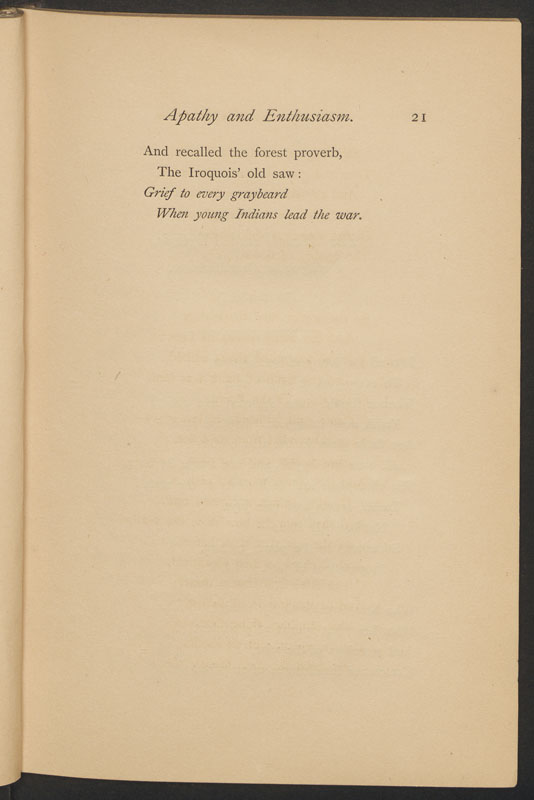 Apathy and Enthusiasm. 21
And recalled the forest proverb,
The Iroquois' old saw:
Grief to every graybeard
When young Indians lead the war.